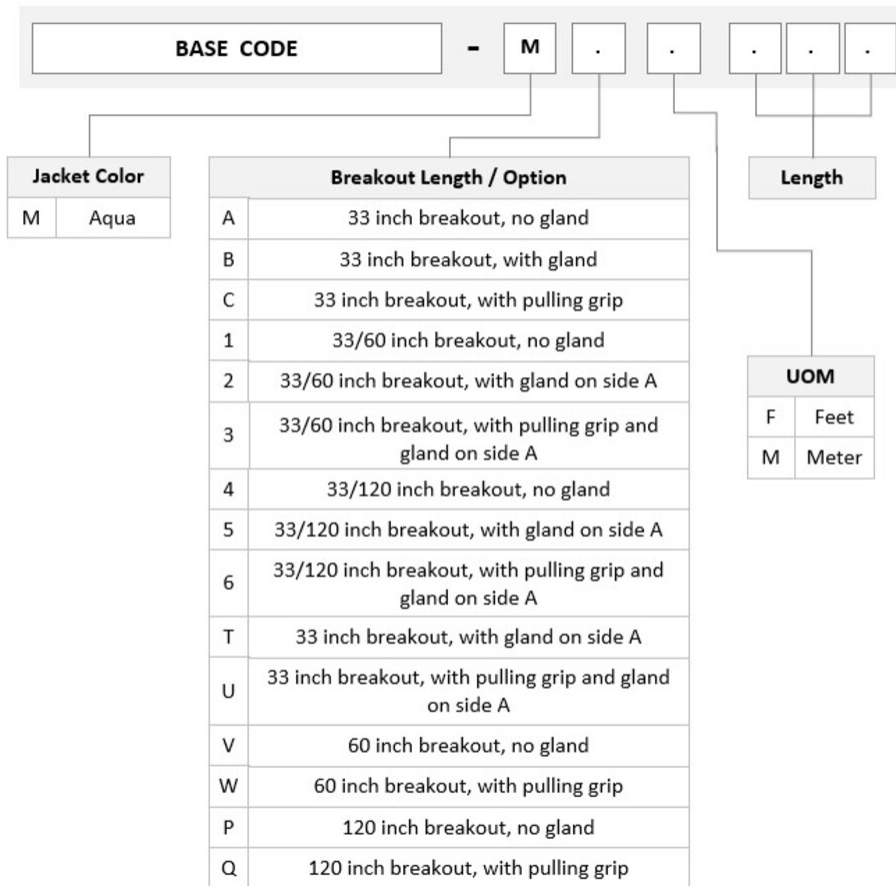 BASE CODE - M . . . . .
Jacket Color
M Aqua
Breakout Length / Option
A 33 inch breakout, no gland
B 33 inch breakout, with gland
C 33 inch breakout, with pulling grip
1 33/60 inch breakout, no gland
2 33/60 inch breakout, with gland on side A
3 33/60 inch breakout, with pulling grip and
gland on side A
4 33/120 inch breakout, no gland
5 33/120 inch breakout, with gland on side A
6 33/120 inch breakout, with pulling grip and
gland on side A
T 33 inch breakout, with gland on side A
U 33 inch breakout, with pulling grip and gland
on side A
V 60 inch breakout, no gland
W 60 inch breakout, with pulling grip
P 120 inch breakout, no gland
Q 120 inch breakout, with pulling grip
Length
UOM
F Feet
M Meter